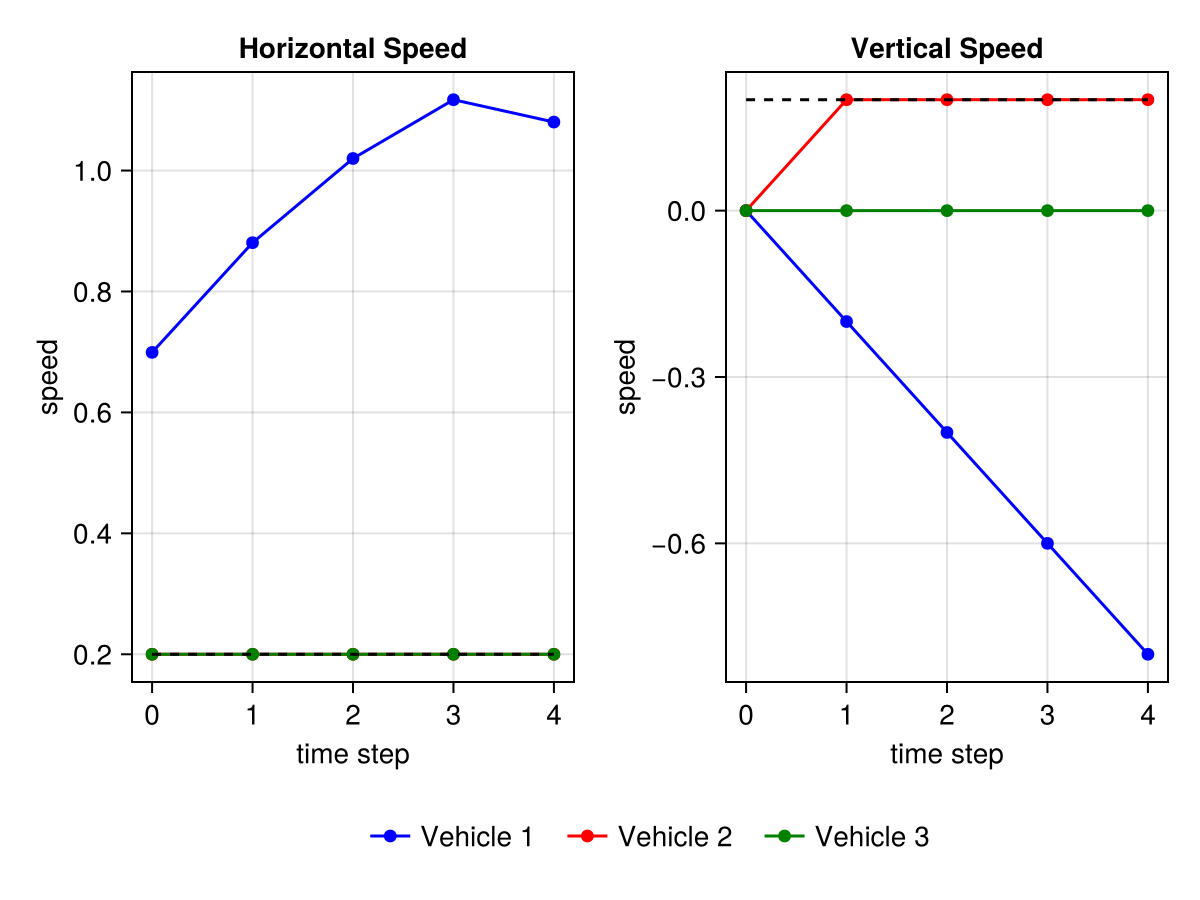 Horizontal Speed
speed
1.0
0.8
0.6
0.4
0.2
0 1 2 3 4
time step
Vertical Speed
speed
0.0
−0.3
−0.6
0 1 2 3 4
time step
Vehicle 1 Vehicle 2 Vehicle 3